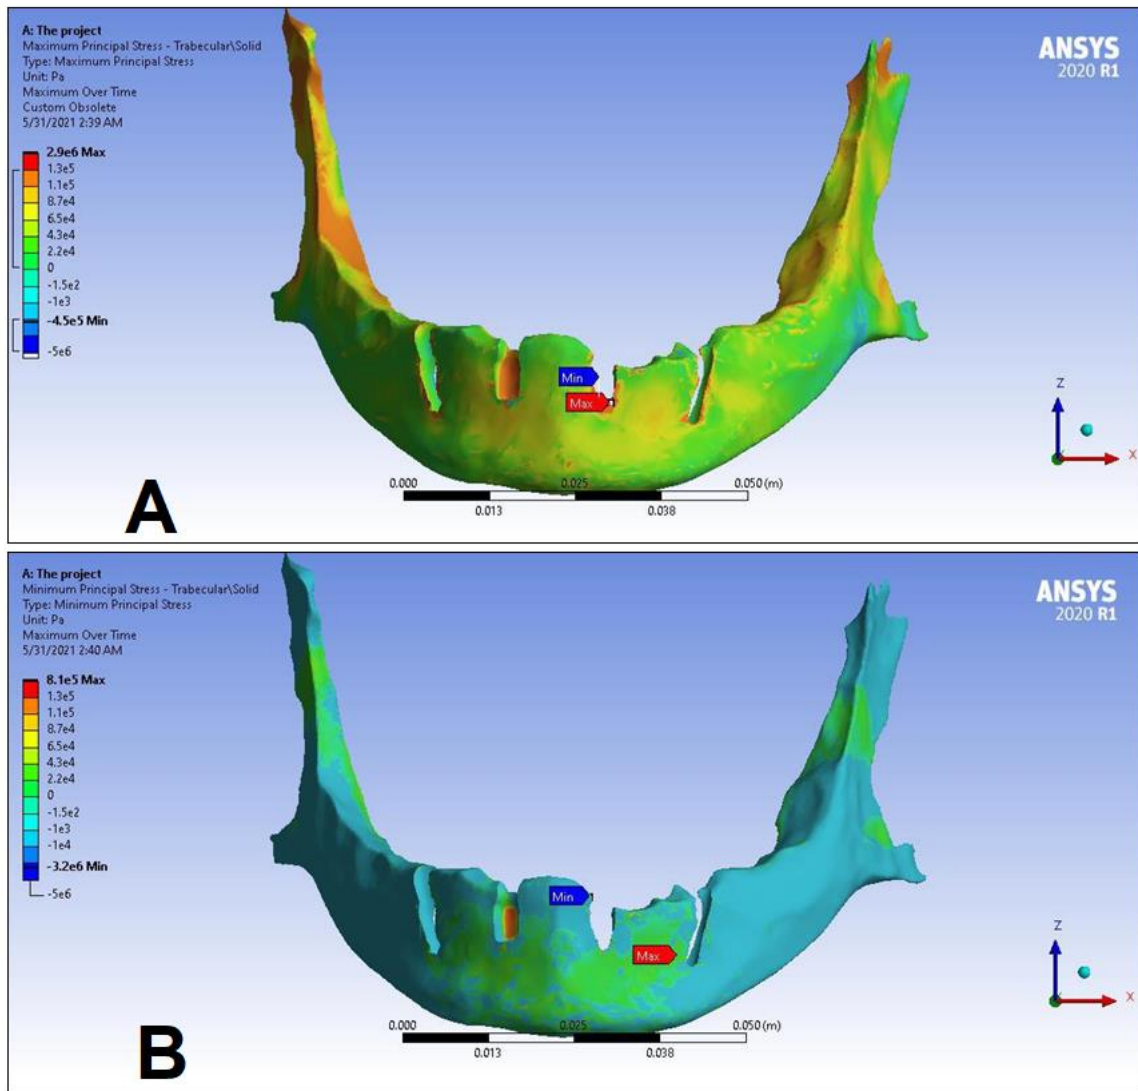 A: The project
Maximum Principal Stress - Trabecular\Solid
Type: Maximum Principal Stress
Unit: Pa
Maximum Over Time
Custom Obsolete
5/31/2021 2:39 AM
ANSYS
2020 R1
2.9e6 Max
1.3e5
1.1e5
8.7e4
6.5e4
4.3e4
2.2e4
0
-1.5e2
-1e3
-4.5e5 Min
-5e6
Min
Max
Z
X
0.000 0.025 0.050 (m)
0.013 0.038
A
A: The project
Minimum Principal Stress - Trabecular\Solid
Type: Minimum Principal Stress
Unit: Pa
Maximum Over Time
5/31/2021 2:40 AM
ANSYS
2020 R1
8.1e5 Max
1.3e5
1.1e5
8.7e4
6.5e4
4.3e4
2.2e4
0
-1.5e2
-1e3
-1e4
-3.2e6 Min
-5e6
Min
Max
Z
X
0.000 0.025 0.050 (m)
0.013 0.038
B